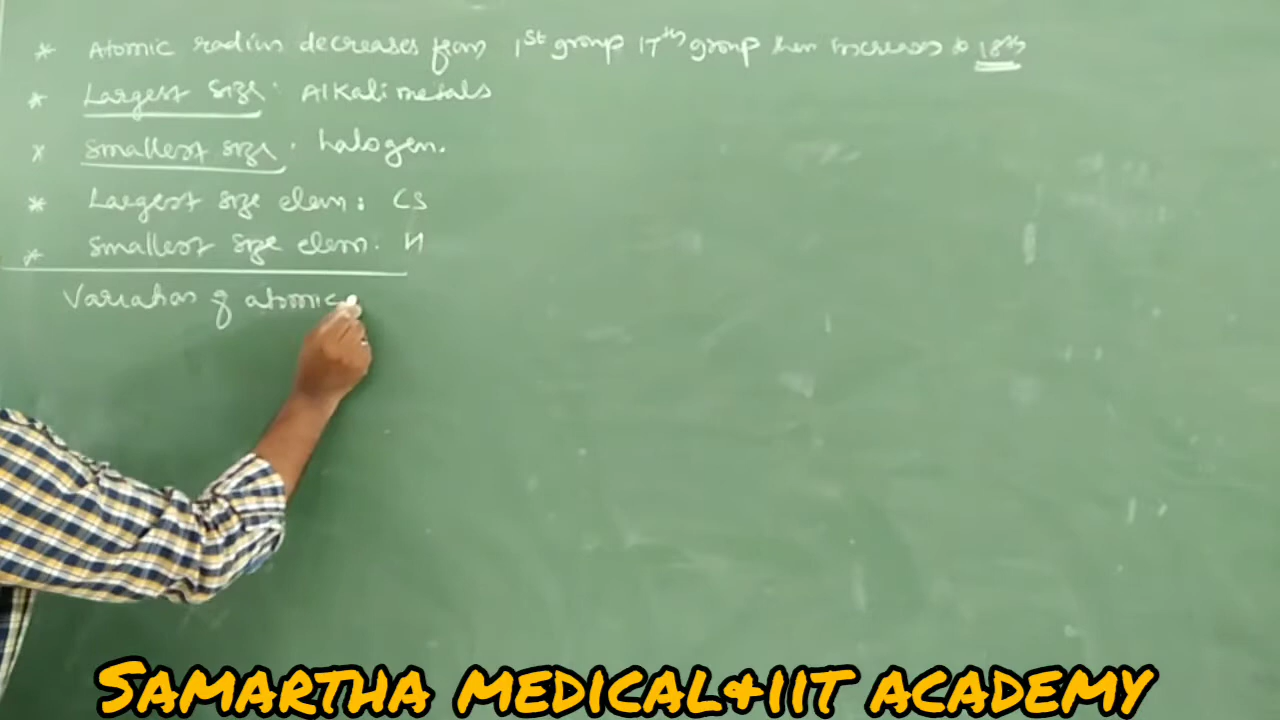 * Atomic radius decreases from 1st group 17th group then increases to 18th
* Largest size: Alkali metals
* smallest size: halogen.
* Largest size elem: Cs
* smallest size elem. H
Variation of atomic
SAMARTHA MEDICAL&IIT ACADEMY